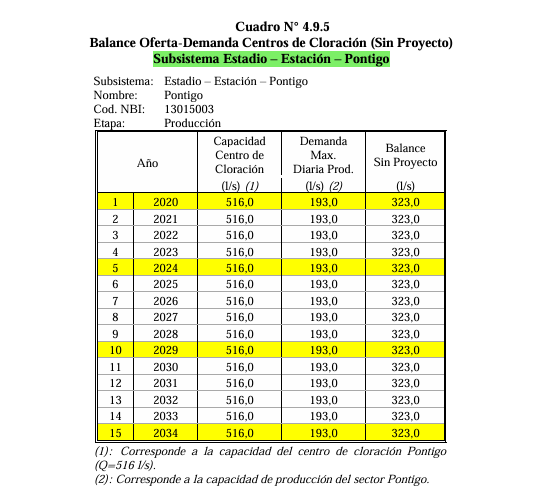 Cuadro N° 4.9.5
Balance Oferta-Demanda Centros de Cloración (Sin Proyecto)
Subsistema Estadio – Estación – Pontigo
Subsistema: Estadio – Estación – Pontigo
Nombre: Pontigo
Cod. NBI: 13015003
Etapa: Producción
Año
Capacidad
Centro de
Cloración
(l/s) (1)
Demanda
Max.
Diaria Prod.
(l/s) (2)
Balance
Sin Proyecto
(l/s)
1 2020 516,0 193,0 323,0
2 2021 516,0 193,0 323,0
3 2022 516,0 193,0 323,0
4 2023 516,0 193,0 323,0
5 2024 516,0 193,0 323,0
6 2025 516,0 193,0 323,0
7 2026 516,0 193,0 323,0
8 2027 516,0 193,0 323,0
9 2028 516,0 193,0 323,0
10 2029 516,0 193,0 323,0
11 2030 516,0 193,0 323,0
12 2031 516,0 193,0 323,0
13 2032 516,0 193,0 323,0
14 2033 516,0 193,0 323,0
15 2034 516,0 193,0 323,0
(1): Corresponde a la capacidad del centro de cloración Pontigo
(Q=516 l/s).
(2): Corresponde a la capacidad de producción del sector Pontigo.